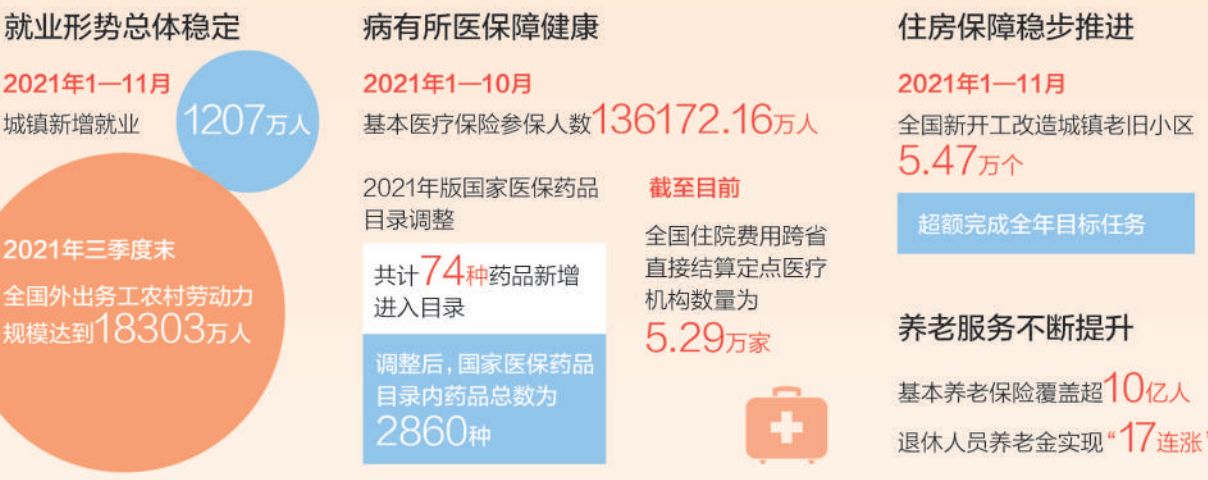 就业形势总体稳定
2021年1—11月
城镇新增就业
1207万人
2021年三季度末
全国外出务工农村劳动力
规模达到18303万人
病有所医保障健康
2021年1—10月
基本医疗保险参保人数136172.16万人
2021年版国家医保药品
目录调整
共计74种药品新增
进入目录
调整后，国家医保药品
目录内药品总数为
2860种
截至目前
全国住院费用跨省
直接结算定点医疗
机构数量为
5.29万家
住房保障稳步推进
2021年1—11月
全国新开工改造城镇老旧小区
5.47万个
超额完成全年目标任务
养老服务不断提升
基本养老保险覆盖超10亿人
退休人员养老金实现“17连涨”